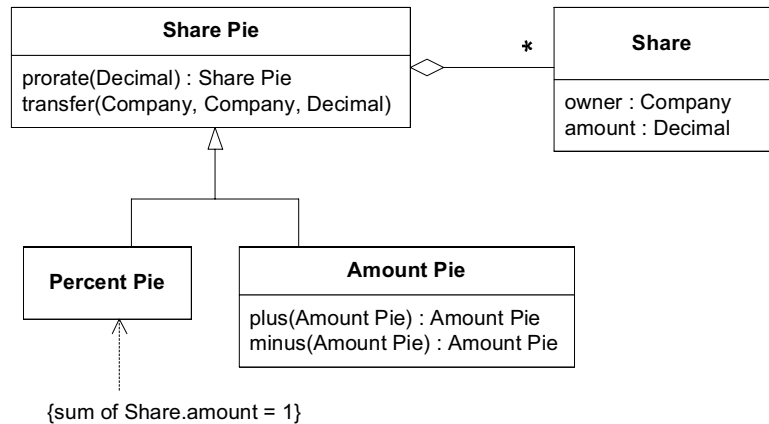 Share Pie
prorate(Decimal) : Share Pie
transfer(Company, Company, Decimal)
*
Share
owner : Company
amount : Decimal
Percent Pie
Amount Pie
plus(Amount Pie) : Amount Pie
minus(Amount Pie) : Amount Pie
{sum of Share.amount = 1}